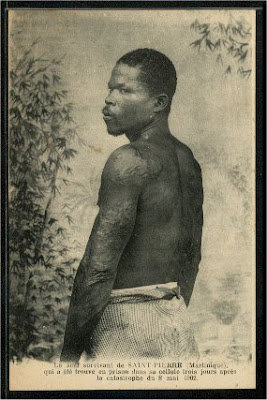 Le seul survivant de SAINT-PIERRE (Martinique),
qui a été trouvé en prison dans sa cellule trois jours après
la catastrophe du 8 mai 1902.